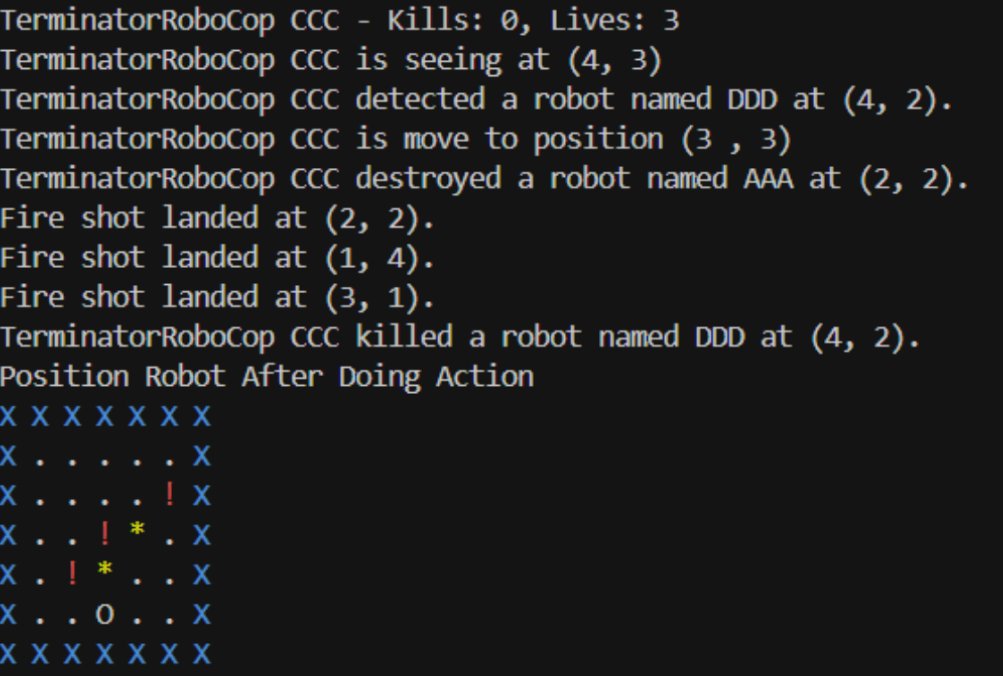 TerminatorRoboCop CCC - Kills: 0, Lives: 3
TerminatorRoboCop CCC is seeing at (4, 3)
TerminatorRoboCop CCC detected a robot named DDD at (4, 2).
TerminatorRoboCop CCC is move to position (3 , 3)
TerminatorRoboCop CCC destroyed a robot named AAA at (2, 2).
Fire shot landed at (2, 2).
Fire shot landed at (1, 4).
Fire shot landed at (3, 1).
TerminatorRoboCop CCC killed a robot named DDD at (4, 2).
Position Robot After Doing Action
X X X X X X X
X . . . . . X
X . . . . ! X
X . . ! * . X
X . ! * . . X
X . . O . . X
X X X X X X X